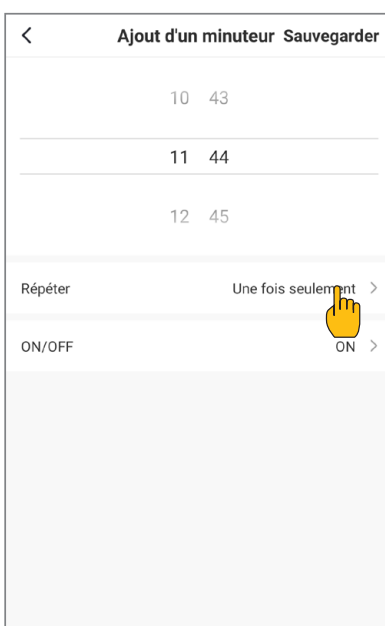 Ajout d'un minuteur Sauvegarder
10 43
11 44
12 45
Répéter Une fois seulement
ON/OFF ON